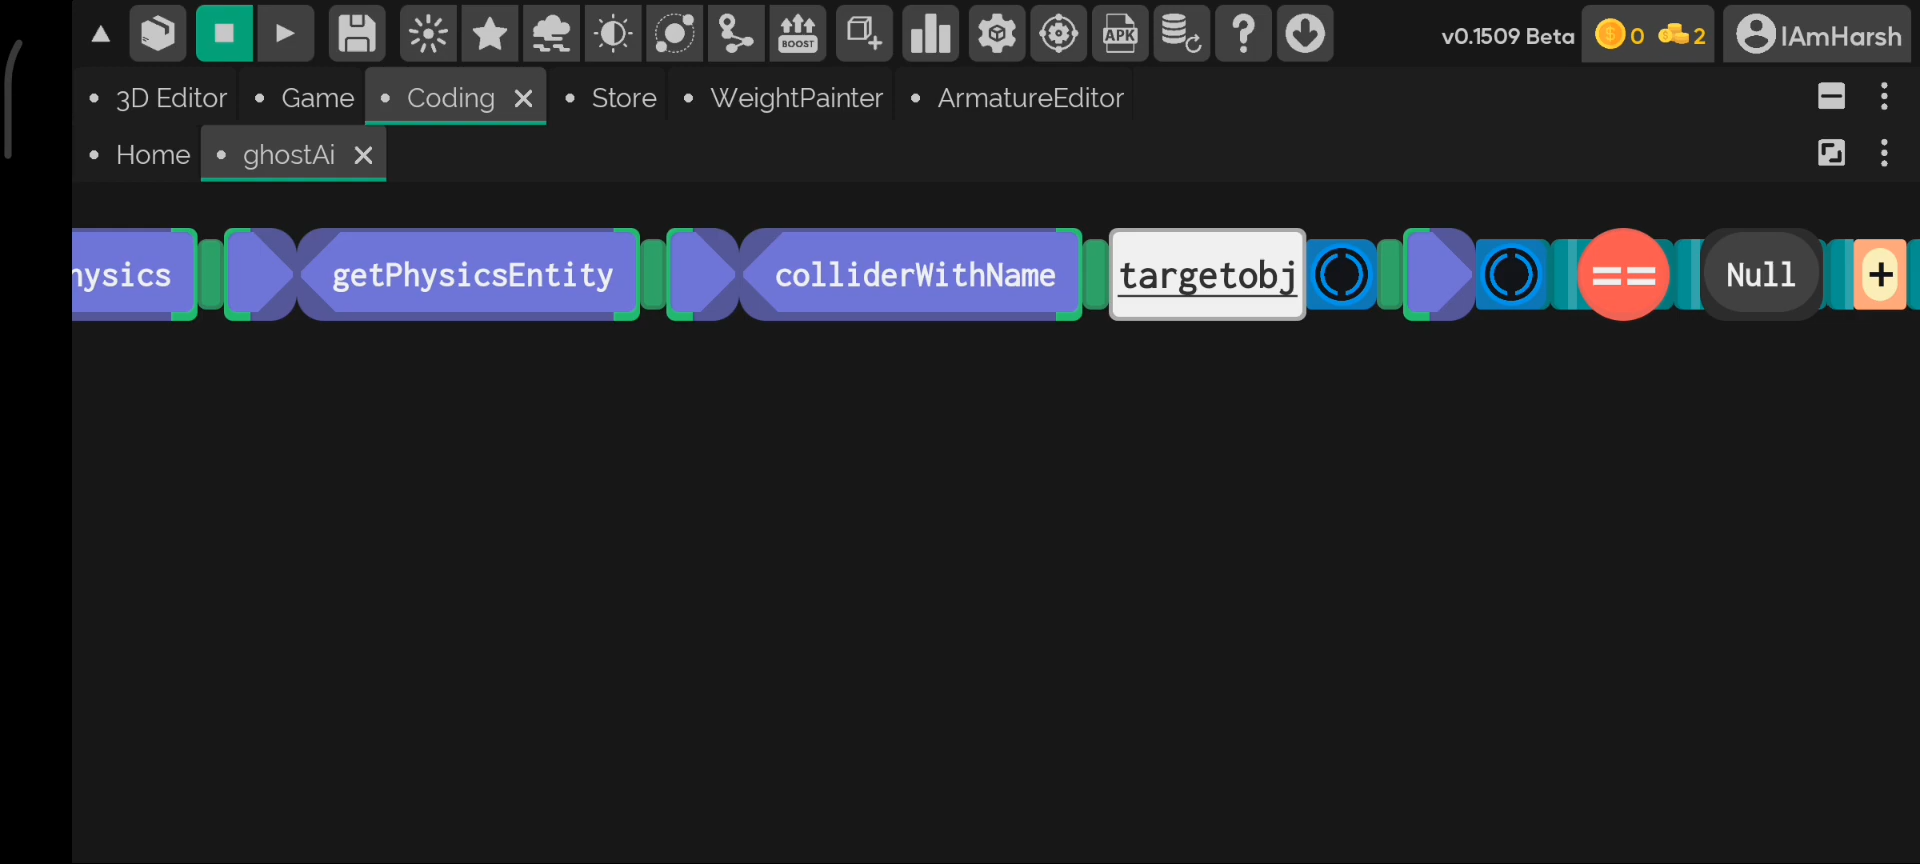 BOOST APK v0.1509 Beta 0 2 IAmHarsh
3D Editor Game Coding Store WeightPainter ArmatureEditor
Home ghostAi
hysics getPhysicsEntity colliderWithName targetobj == Null +